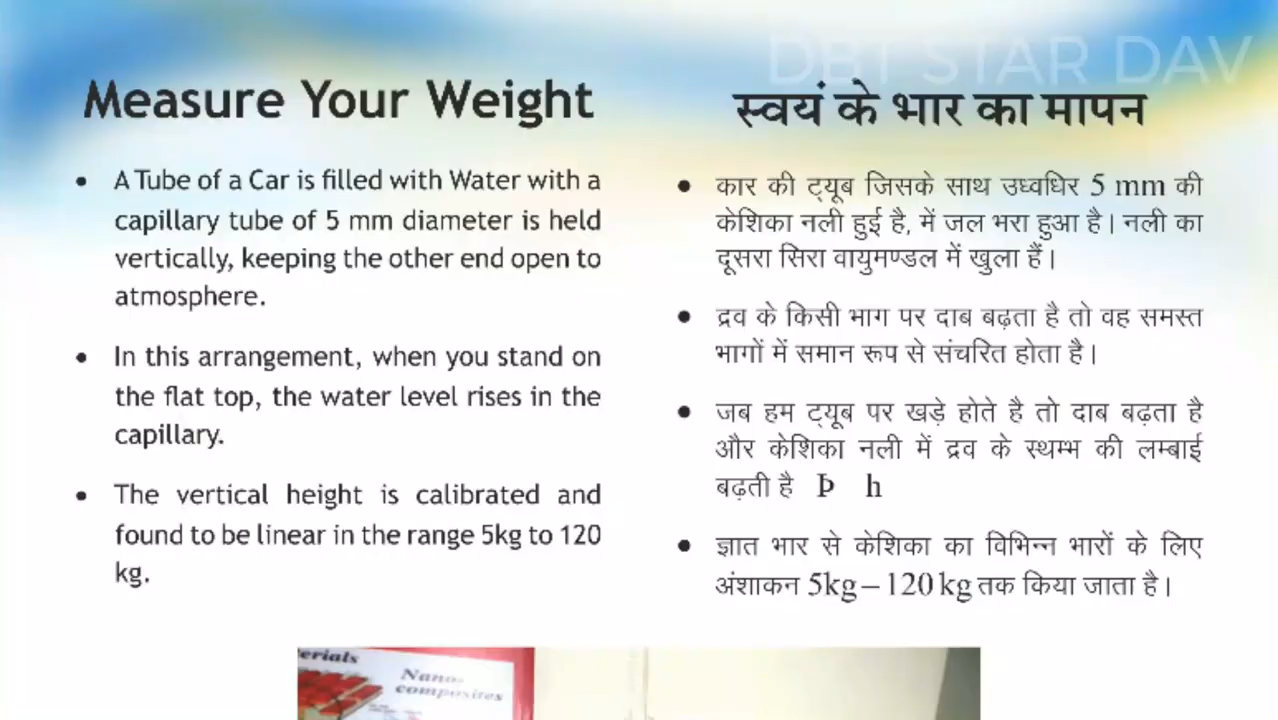 DBT STAR DAV
Measure Your Weight
• A Tube of a Car is filled with Water with a
capillary tube of 5 mm diameter is held
vertically, keeping the other end open to
atmosphere.
• In this arrangement, when you stand on
the flat top, the water level rises in the
capillary.
• The vertical height is calibrated and
found to be linear in the range 5kg to 120
kg.
स्वयं के भार का मापन
• कार की ट्यूब जिसके साथ उध्वधिर 5 mm की
केशिका नली हुई है, में जल भरा हुआ है। नली का
दूसरा सिरा वायुमण्डल में खुला हैं।
• द्रव के किसी भाग पर दाब बढ़ता है तो वह समस्त
भागों में समान रूप से संचरित होता है।
• जब हम ट्यूब पर खड़े होते है तो दाब बढ़ता है
और केशिका नली में द्रव के स्थम्भ की लम्बाई
बढ़ती है Þ h
• ज्ञात भार से केशिका का विभिन्न भारों के लिए
अंशाकन 5kg – 120 kg तक किया जाता है।
erials
Nano-
composites